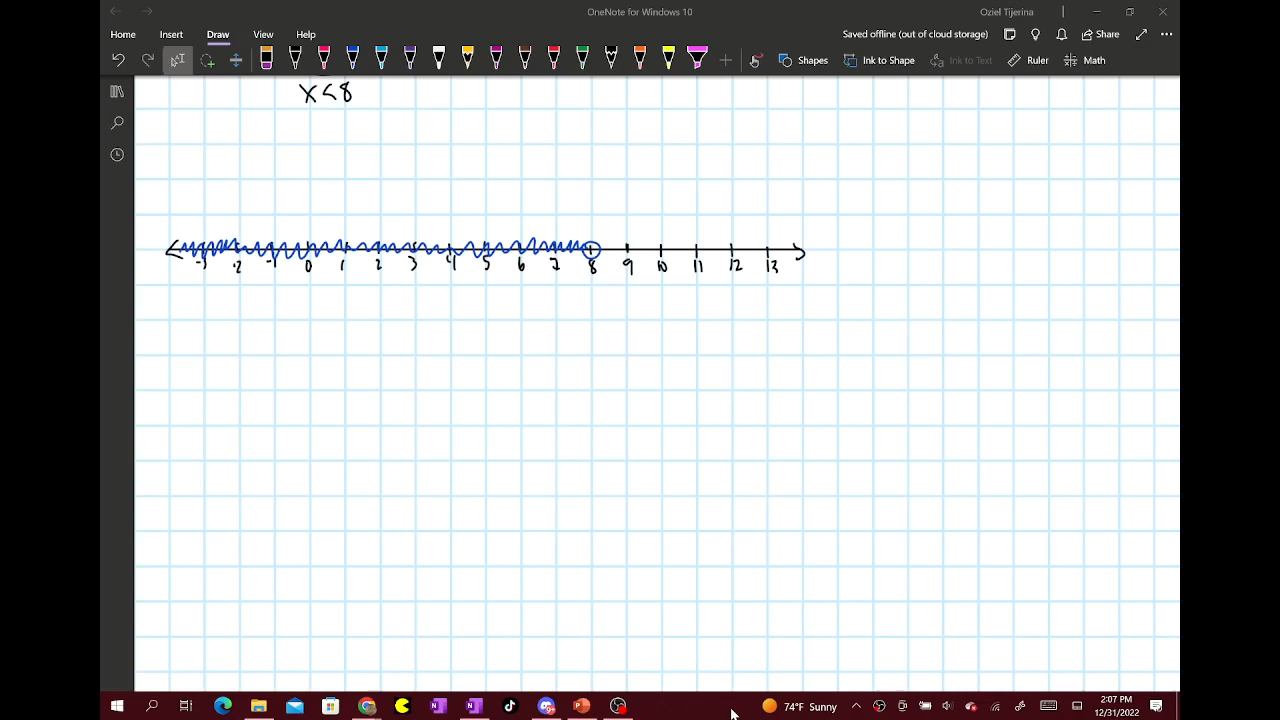 OneNote for Windows 10
Oziel Tijerina
Home Insert Draw View Help
Saved offline (out of cloud storage)
Share
Shapes
Ink to Shape
Ink to Text
Ruler
Math
x<8
-3 -2 -1 0 1 2 3 4 5 6 7 8 9 10 11 12 13
74°F Sunny
2:07 PM
12/31/2022